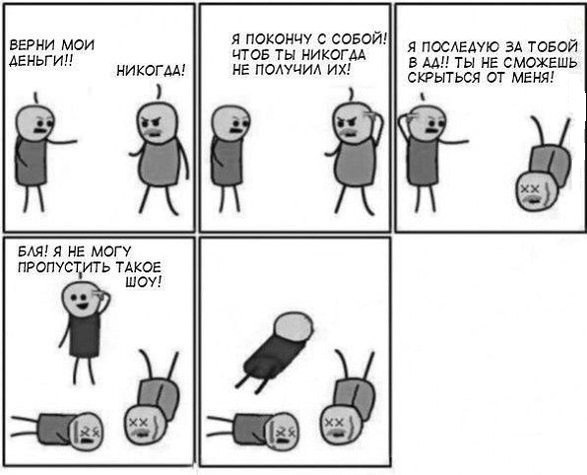 ВЕРНИ МОИ
ДЕНЬГИ!!
НИКОГДА!
Я ПОКОНЧУ С СОБОЙ!
ЧТОБ ТЫ НИКОГДА
НЕ ПОЛУЧИЛ ИХ!
Я ПОСЛЕДУЮ ЗА ТОБОЙ
В АД!! ТЫ НЕ СМОЖЕШЬ
СКРЫТЬСЯ ОТ МЕНЯ!
БЛЯ! Я НЕ МОГУ
ПРОПУСТИТЬ ТАКОЕ
ШОУ!